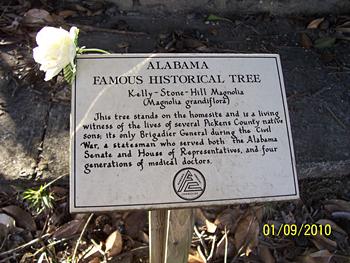 ALABAMA
FAMOUS HISTORICAL TREE
Kelly-Stone-Hill Magnolia
(Magnolia grandiflora)
This tree stands on the homesite and is a living
witness of the lives of several Pickens County native
sons; its only Brigadier General during the Civil
War, a statesman who served both the Alabama
Senate and House of Representatives, and four
generations of medical doctors.
01/09/2010